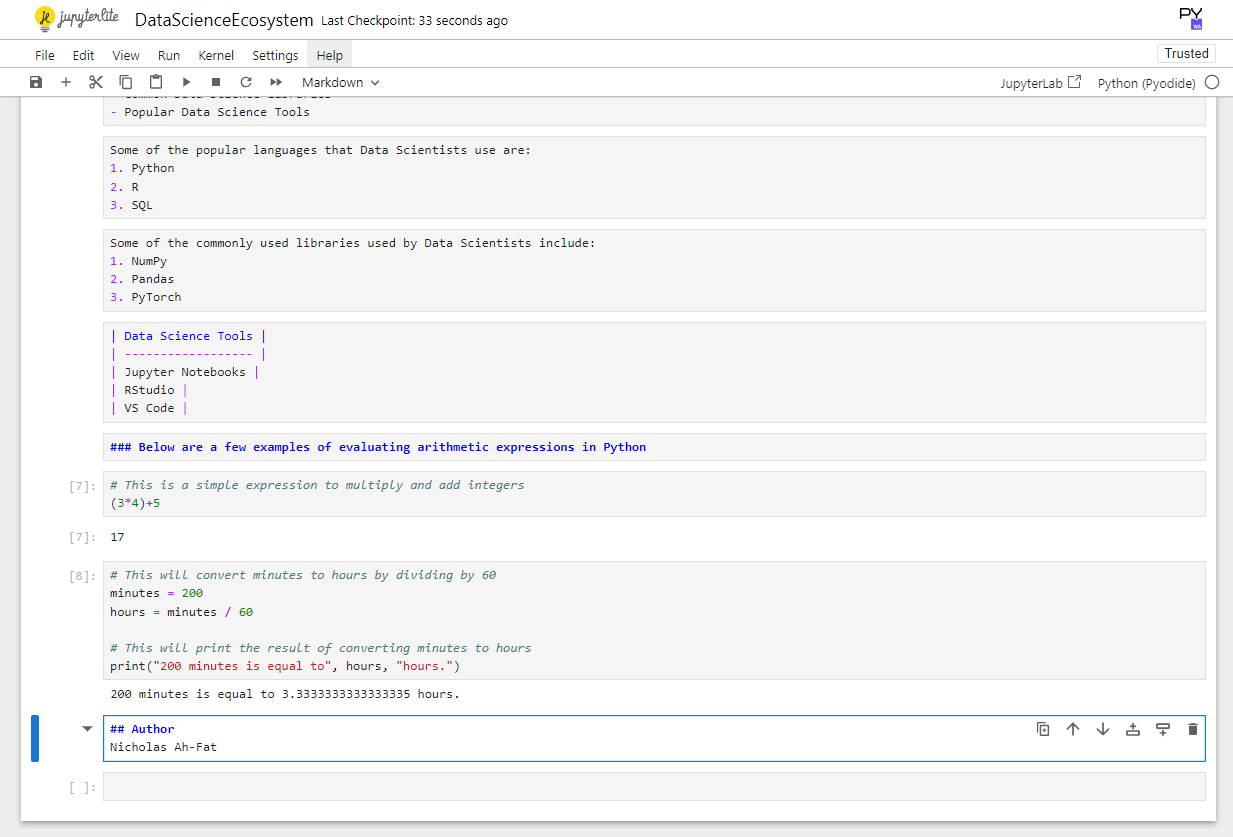 jupyterlite DataScienceEcosystem Last Checkpoint: 33 seconds ago PY
WA
File Edit View Run Kernel Settings Help Trusted
Markdown JupyterLab Python (Pyodide)
- Popular Data Science Tools
Some of the popular languages that Data Scientists use are:
1. Python
2. R
3. SQL
Some of the commonly used libraries used by Data Scientists include:
1. NumPy
2. Pandas
3. PyTorch
| Data Science Tools |
| ------------------ |
| Jupyter Notebooks |
| RStudio |
| VS Code |
### Below are a few examples of evaluating arithmetic expressions in Python
[7]: # This is a simple expression to multiply and add integers
(3*4)+5
[7]: 17
[8]: # This will convert minutes to hours by dividing by 60
minutes = 200
hours = minutes / 60
# This will print the result of converting minutes to hours
print("200 minutes is equal to", hours, "hours.")
200 minutes is equal to 3.3333333333333335 hours.
## Author
Nicholas Ah-Fat
[ ]: